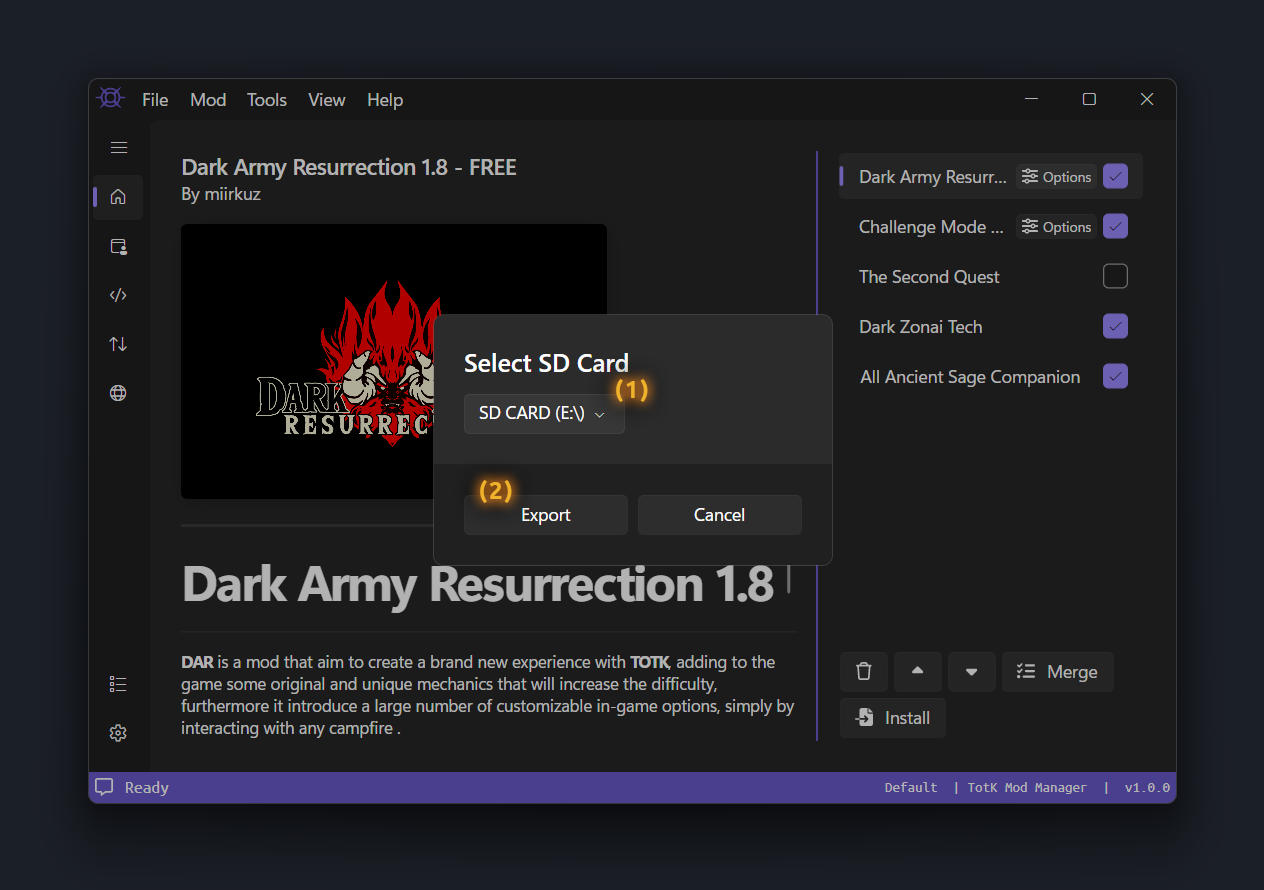 File Mod Tools View Help
Dark Army Resurrection 1.8 - FREE
By miirkuz
DARK
RESURREC
Select SD Card
(1)
SD CARD (E:\)
(2)
Export
Cancel
Dark Army Resurrection 1.8
DAR is a mod that aim to create a brand new experience with TOTK, adding to the
game some original and unique mechanics that will increase the difficulty,
furthermore it introduce a large number of customizable in-game options, simply by
interacting with any campfire .
Dark Army Resurr... Options
Challenge Mode ... Options
The Second Quest
Dark Zonai Tech
All Ancient Sage Companion
Merge
Install
Ready
Default | TotK Mod Manager | v1.0.0